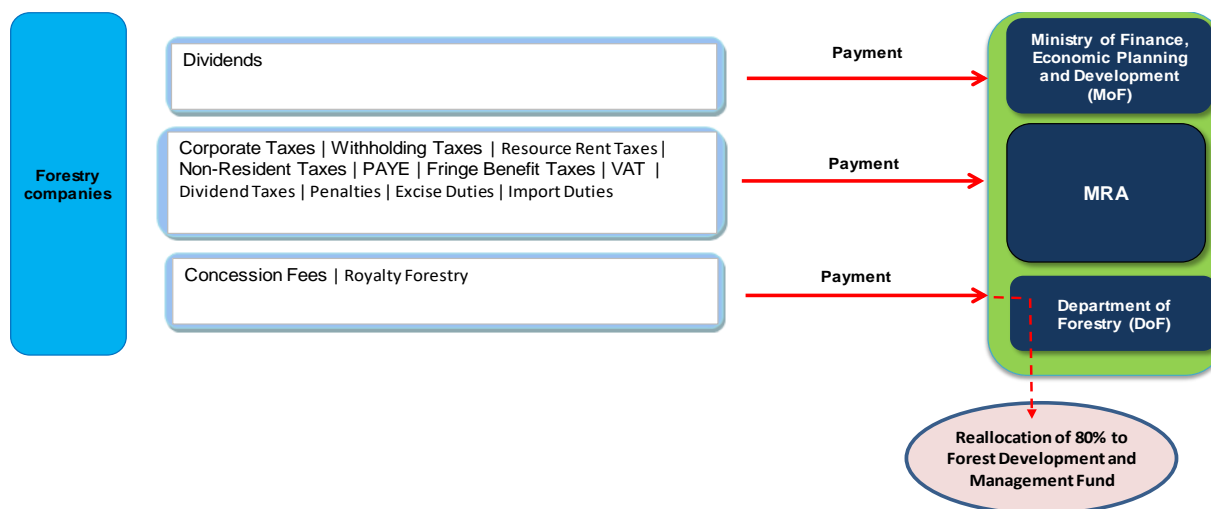 Forestry
companies
Dividends
Payment
Ministry of Finance,
Economic Planning
and Development
(MoF)
Corporate Taxes | Withholding Taxes | Resource Rent Taxes |
Non-Resident Taxes | PAYE | Fringe Benefit Taxes | VAT |
Dividend Taxes | Penalties | Excise Duties | Import Duties
Payment
MRA
Concession Fees | Royalty Forestry
Payment
Department of
Forestry (DoF)
Reallocation of 80% to
Forest Development and
Management Fund